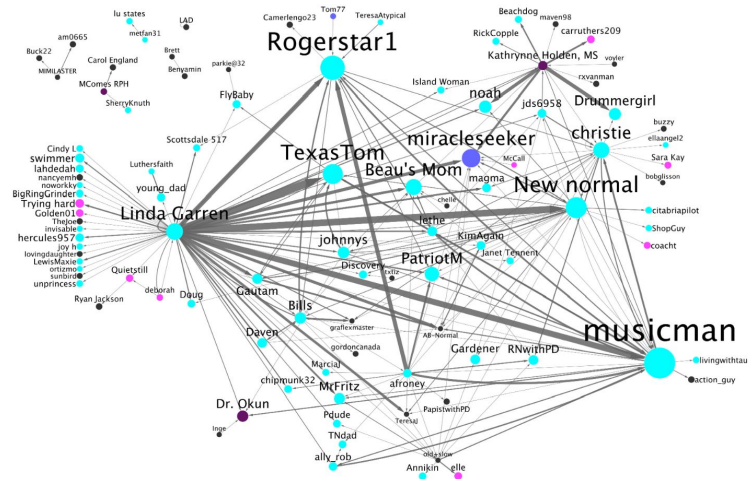 lu states
metfan31
LAD
Camerlengo23
Tom77
TeresaAtypical
Beachdog
maven98
carruthers209
RickCopple
am0665
Buck22
MIMILASTER
Carol England
Brett
Benyamin
MComes RPH
SherryKnuth
parkie@32
Rogerstar1
Kathrynne Holden, MS
voyler
rxvanman
FlyBaby
Island Woman
noah
jds6958
Drummergirl
Scottsdale 517
miracleseeker
christie
buzzy
ellaangel2
Sara Kay
bobglisson
McCall
Cindy L
swimmer
lahdedah
nancyemh
noworky
BigRingGrinder
Trying hard
Golden01
TheJoe
invisable
hercules957
joy h
lovingdaughter
LewisMaxie
ortizmo
sunbird
unprincess
Luthersfaith
young_dad
Linda Garren
TexasTom
Beau's Mom
magma
New normal
chelle
lethe
citabriapilot
ShopGuy
coacht
johnnys
KimAgain
Janet Tennent
Quietstill
deborah
Ryan Jackson
Doug
Gautam
Discovery
PatriotM
Bills
graflexmaster
AB-Normal
Daven
gordoncanada
musicman
livingwithtau
action_guy
Gardener
RNwithPD
MarciaJ
chipmunk32
MrFritz
afroney
Dr. Okun
Inge
Pdude
TeresaJ
PapistwithPD
TNdad
ally_rob
old+slow
Annikin
elle